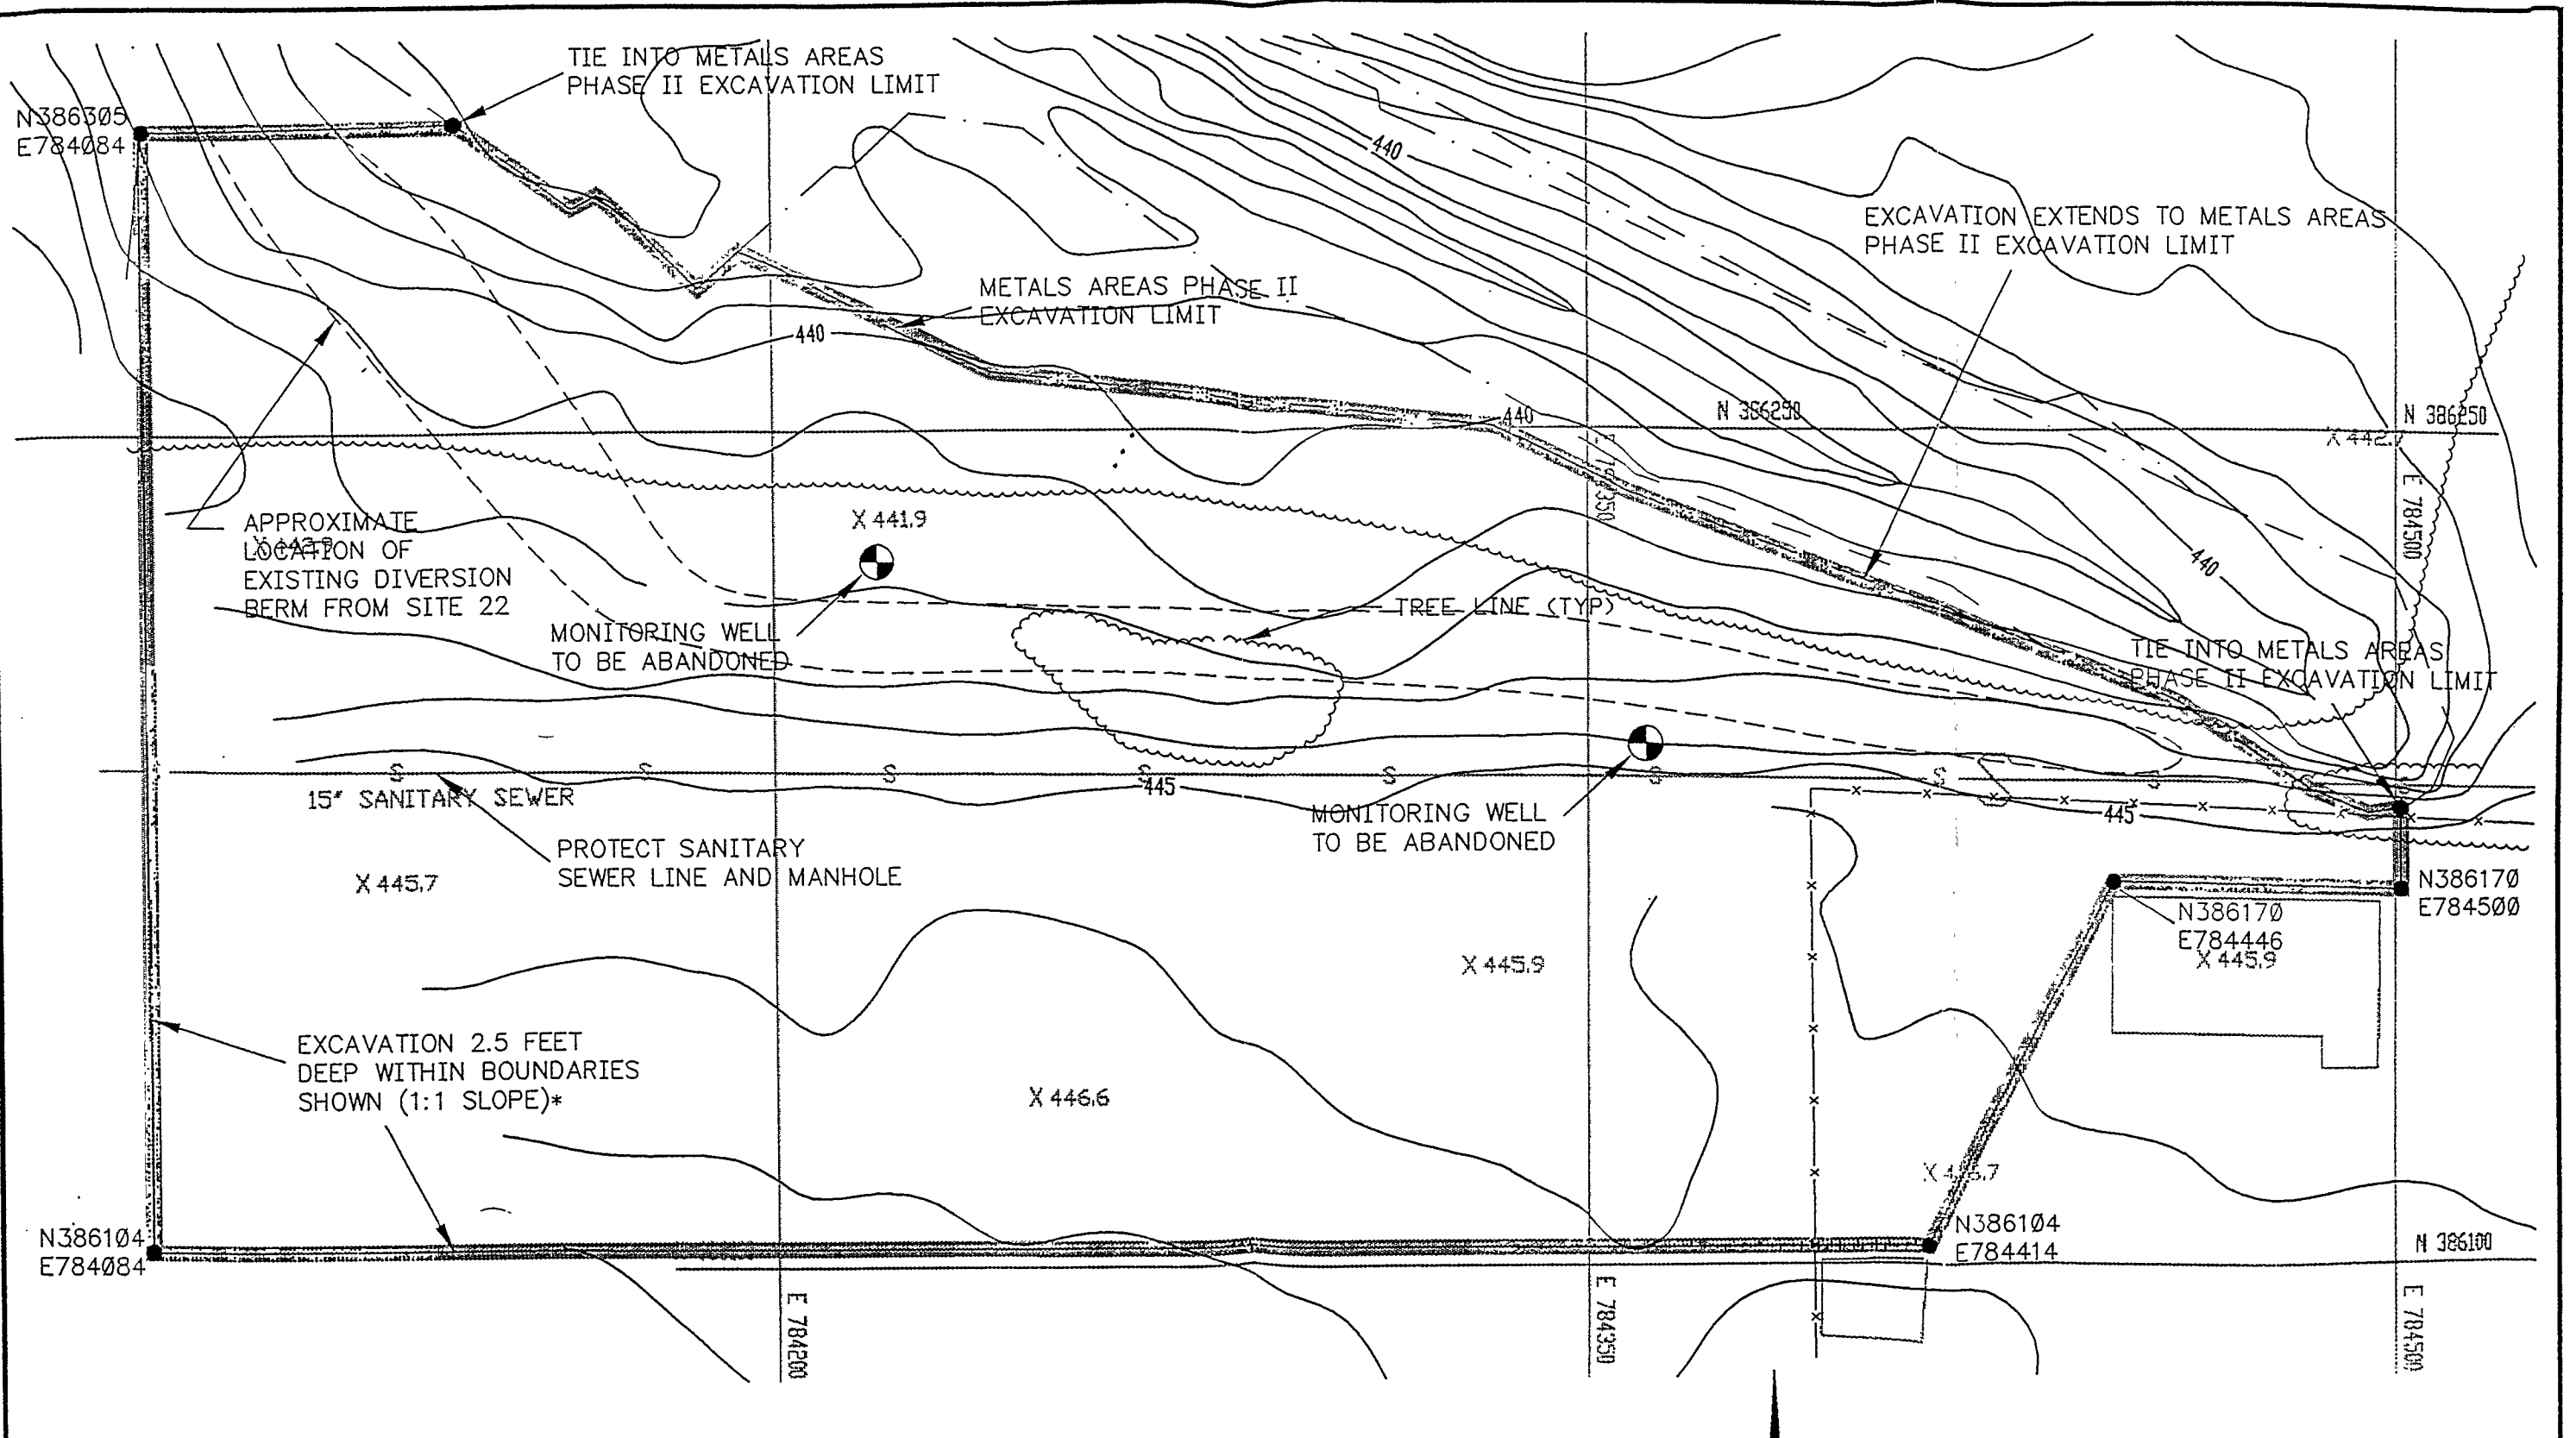 TIE INTO METALS AREAS
PHASE II EXCAVATION LIMIT
N386305
E784084
440
EXCAVATION EXTENDS TO METALS AREAS
PHASE II EXCAVATION LIMIT
METALS AREAS PHASE II
EXCAVATION LIMIT
440
440
N 386250
N 386250
X 442.7
E 784350
E 784500
X 441.9
APPROXIMATE
LOCATION OF
EXISTING DIVERSION
BERM FROM SITE 22
440
MONITORING WELL
TO BE ABANDONED
TREE LINE (TYP)
TIE INTO METALS AREAS
PHASE II EXCAVATION LIMIT
S S S S S S S S
15" SANITARY SEWER
445
445
MONITORING WELL
TO BE ABANDONED
PROTECT SANITARY
SEWER LINE AND MANHOLE
X 445.7
N386170
E784500
N386170
E784446
X 445.9
X 445.9
EXCAVATION 2.5 FEET
DEEP WITHIN BOUNDARIES
SHOWN (1:1 SLOPE)*
X 446.6
N386104
E784084
N386104
E784414
N 386100
E 784200
E 784350
E 784500